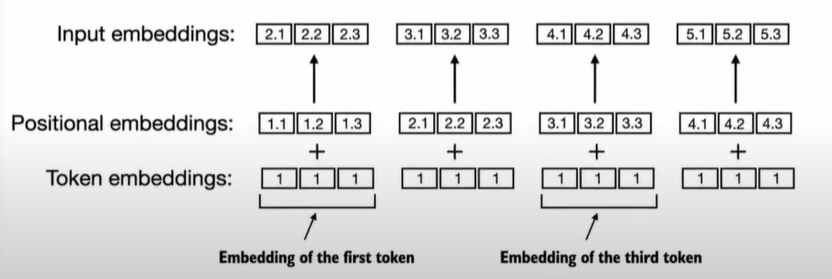 Input embeddings: 2.1 2.2 2.3 3.1 3.2 3.3 4.1 4.2 4.3 5.1 5.2 5.3
Positional embeddings: 1.1 1.2 1.3 2.1 2.2 2.3 3.1 3.2 3.3 4.1 4.2 4.3
+ + + +
Token embeddings: 1 1 1 1 1 1 1 1 1 1 1 1
Embedding of the first token Embedding of the third token